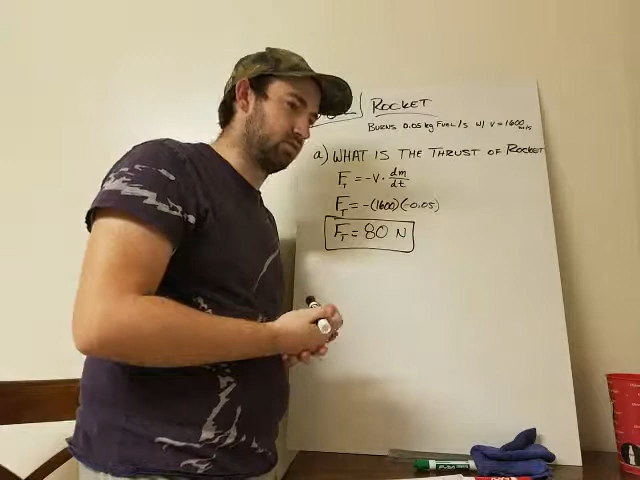 ROCKET
BURNS 0.05 kg FUEL/s W/ V = 1600 m/s
a) WHAT IS THE THRUST OF ROCKET
F_T = -V · dm/dt
F_T = -(1600)(-0.05)
F_T = 80 N